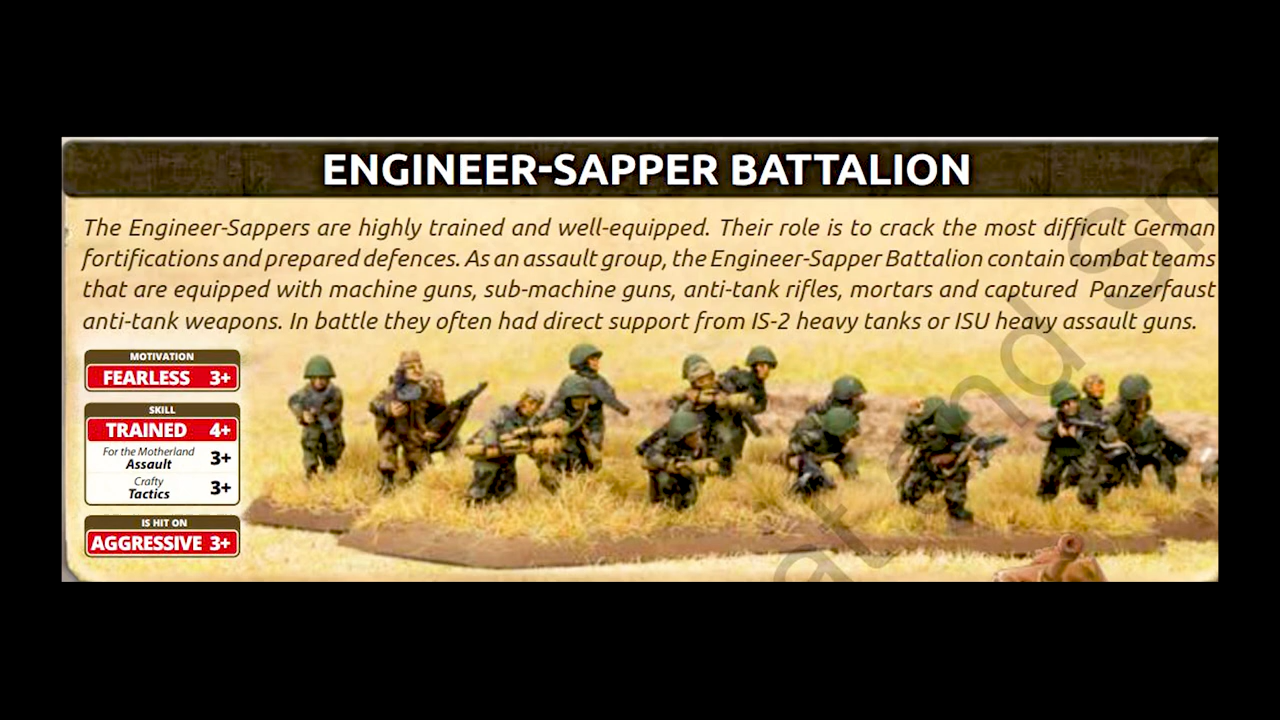 ENGINEER-SAPPER BATTALION
The Engineer-Sappers are highly trained and well-equipped. Their role is to crack the most difficult German
fortifications and prepared defences. As an assault group, the Engineer-Sapper Battalion contain combat teams
that are equipped with machine guns, sub-machine guns, anti-tank rifles, mortars and captured Panzerfaust
anti-tank weapons. In battle they often had direct support from IS-2 heavy tanks or ISU heavy assault guns.
MOTIVATION
FEARLESS 3+
SKILL
TRAINED 4+
For the Motherland
Assault 3+
Crafty
Tactics 3+
IS HIT ON
AGGRESSIVE 3+